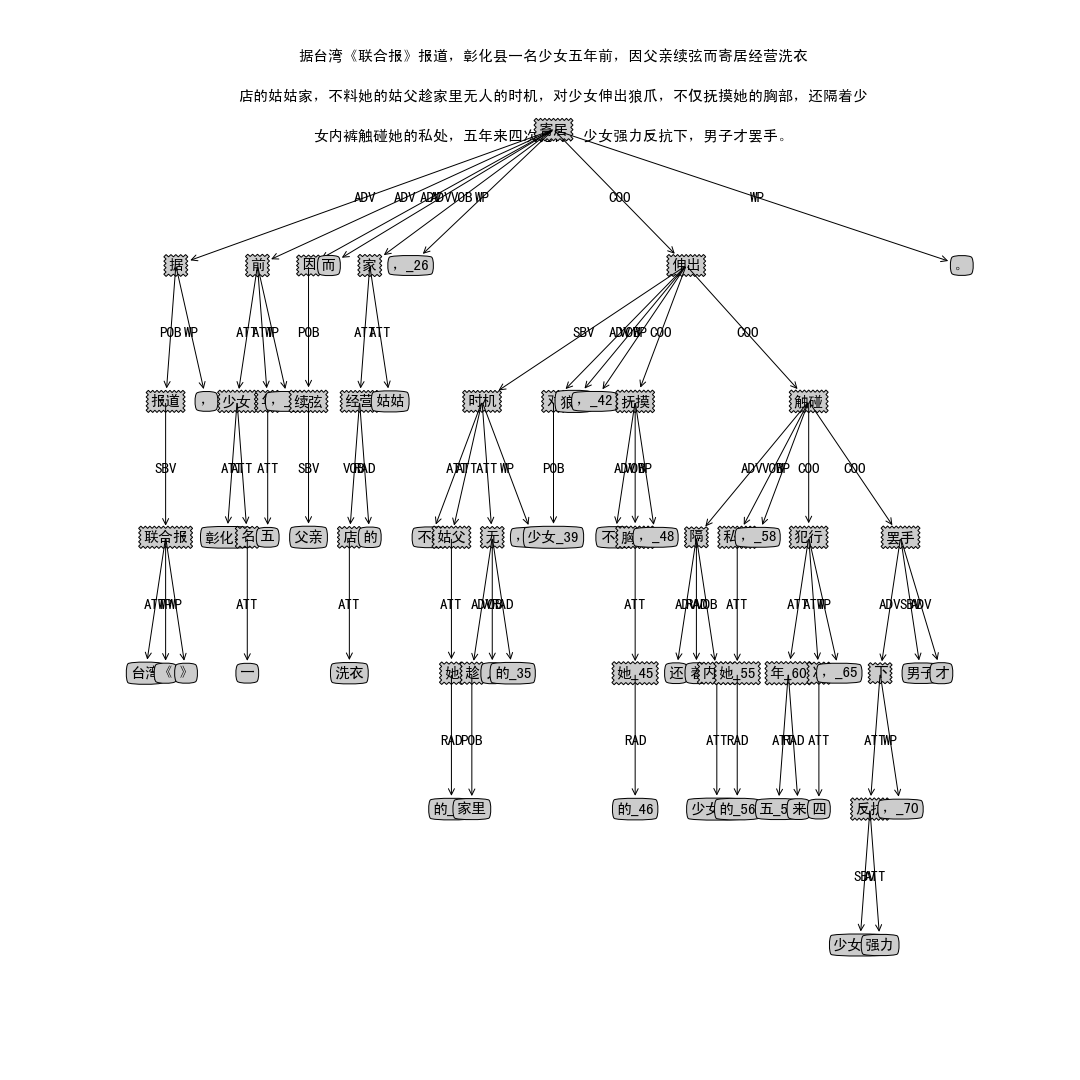 据台湾《联合报》报道，彰化县一名少女五年前，因父亲续弦而寄居经营洗衣
店的姑姑家，不料她的姑父趁家里无人的时机，对少女伸出狼爪，不仅抚摸她的胸部，还隔着少
女内裤触碰她的私处，五年来四次 少女强力反抗下，男子才罢手。
寄居
ADV ADV ADV ADV VOB WP COO WP
据 前 因 而 家 ，_26 伸出 。
POB WP ATT ATT WP POB ATT ATT SBV ADV VOB WP COO COO
报道 ， 少女 ，_ 续弦 经营 姑姑 时机 对 狼 ，_42 抚摸 触碰
SBV ATT ATT ATT SBV VOB RAD ATT ATT ATT WP POB ADV VOB WP ADV VOB WP COO COO
联合报 彰化 名 五 父亲 店 的 不 姑父 无 ， 少女_39 不 胸 ，_48 隔 私 ，_58 犯行 罢手
ATT WP WP ATT ATT ATT ADV VOB RAD ATT ADV RAD VOB ATT ATT ATT WP ADV SBV ADV
台湾 《 》 一 洗衣 她 趁 的_35 她_45 还 着 内 她_55 年_60 次 ，_65 下 男子 才
RAD POB RAD ATT RAD ATT RAD ATT ATT WP
的_ 家里 的_46 少女 的_56 五_5 来 四 反抗 ，_70
SBV ATT
少女 强力